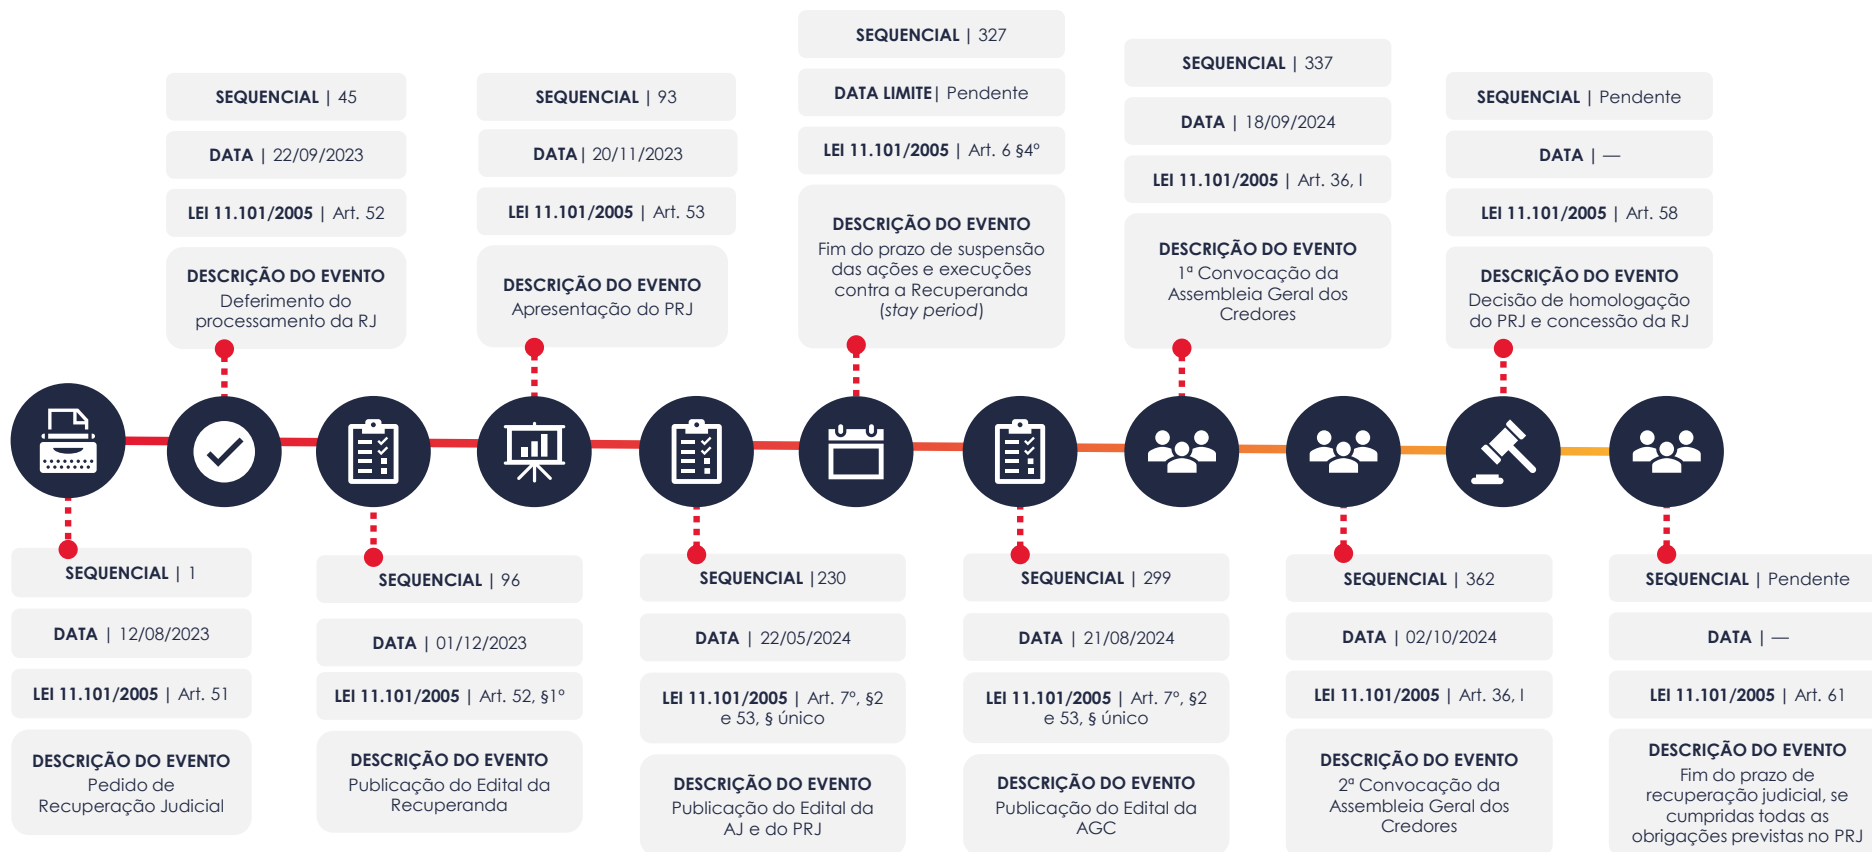 SEQUENCIAL | 1
DATA | 12/08/2023
LEI 11.101/2005 | Art. 51
DESCRIÇÃO DO EVENTO
Pedido de
Recuperação Judicial
SEQUENCIAL | 45
DATA | 22/09/2023
LEI 11.101/2005 | Art. 52
DESCRIÇÃO DO EVENTO
Deferimento do
processamento da RJ
SEQUENCIAL | 96
DATA | 01/12/2023
LEI 11.101/2005 | Art. 52, §1º
DESCRIÇÃO DO EVENTO
Publicação do Edital da
Recuperanda
SEQUENCIAL | 93
DATA| 20/11/2023
LEI 11.101/2005 | Art. 53
DESCRIÇÃO DO EVENTO
Apresentação do PRJ
SEQUENCIAL |230
DATA | 22/05/2024
LEI 11.101/2005 | Art. 7º, §2
e 53, § único
DESCRIÇÃO DO EVENTO
Publicação do Edital da
AJ e do PRJ
SEQUENCIAL | 327
DATA LIMITE| Pendente
LEI 11.101/2005 | Art. 6 §4º
DESCRIÇÃO DO EVENTO
Fim do prazo de suspensão
das ações e execuções
contra a Recuperanda
(stay period)
SEQUENCIAL | 299
DATA | 21/08/2024
LEI 11.101/2005 | Art. 7º, §2
e 53, § único
DESCRIÇÃO DO EVENTO
Publicação do Edital da
AGC
SEQUENCIAL | 337
DATA | 18/09/2024
LEI 11.101/2005 | Art. 36, I
DESCRIÇÃO DO EVENTO
1ª Convocação da
Assembleia Geral dos
Credores
SEQUENCIAL | 362
DATA | 02/10/2024
LEI 11.101/2005 | Art. 36, I
DESCRIÇÃO DO EVENTO
2ª Convocação da
Assembleia Geral dos
Credores
SEQUENCIAL | Pendente
DATA | —
LEI 11.101/2005 | Art. 58
DESCRIÇÃO DO EVENTO
Decisão de homologação
do PRJ e concessão da RJ
SEQUENCIAL | Pendente
DATA | —
LEI 11.101/2005 | Art. 61
DESCRIÇÃO DO EVENTO
Fim do prazo de
recuperação judicial, se
cumpridas todas as
obrigações previstas no PRJ